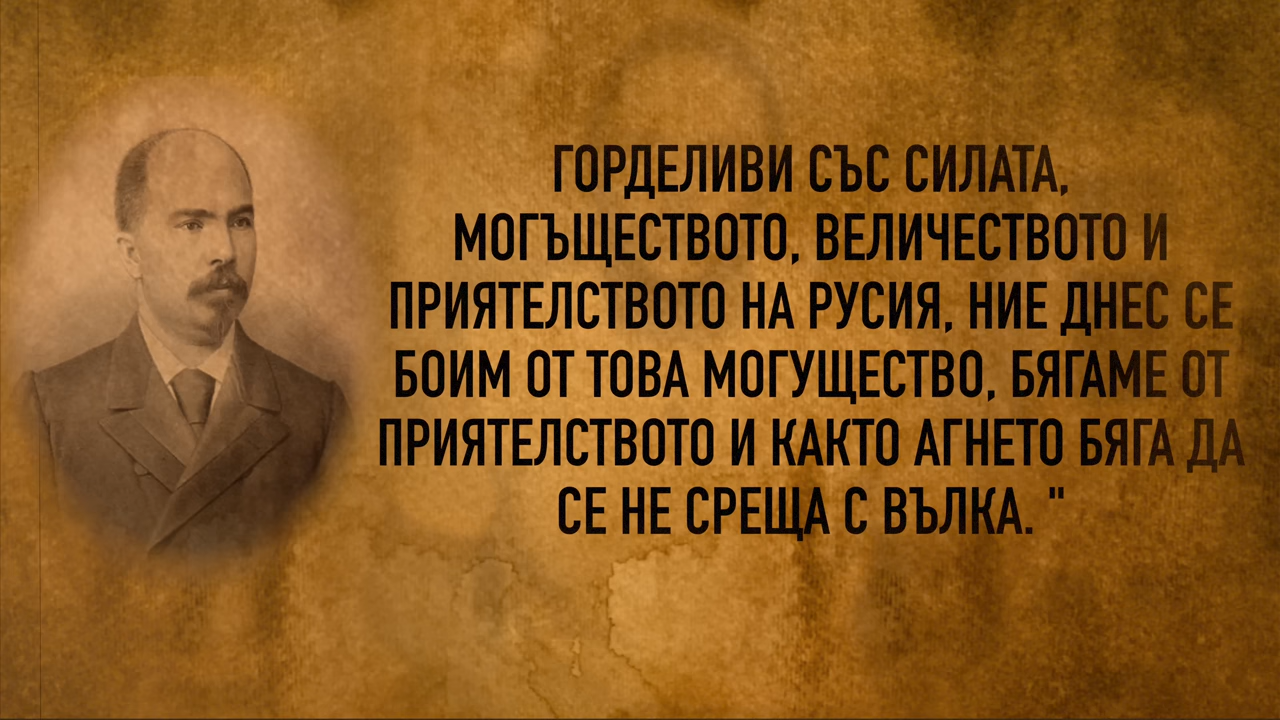 ГОРДЕЛИВИ СЪС СИЛАТА,
МОГЪЩЕСТВОТО, ВЕЛИЧЕСТВОТО И
ПРИЯТЕЛСТВОТО НА РУСИЯ, НИЕ ДНЕС СЕ
БОИМ ОТ ТОВА МОГУЩЕСТВО, БЯГАМЕ ОТ
ПРИЯТЕЛСТВОТО И КАКТО АГНЕТО БЯГА ДА
СЕ НЕ СРЕЩА С ВЪЛКА. "